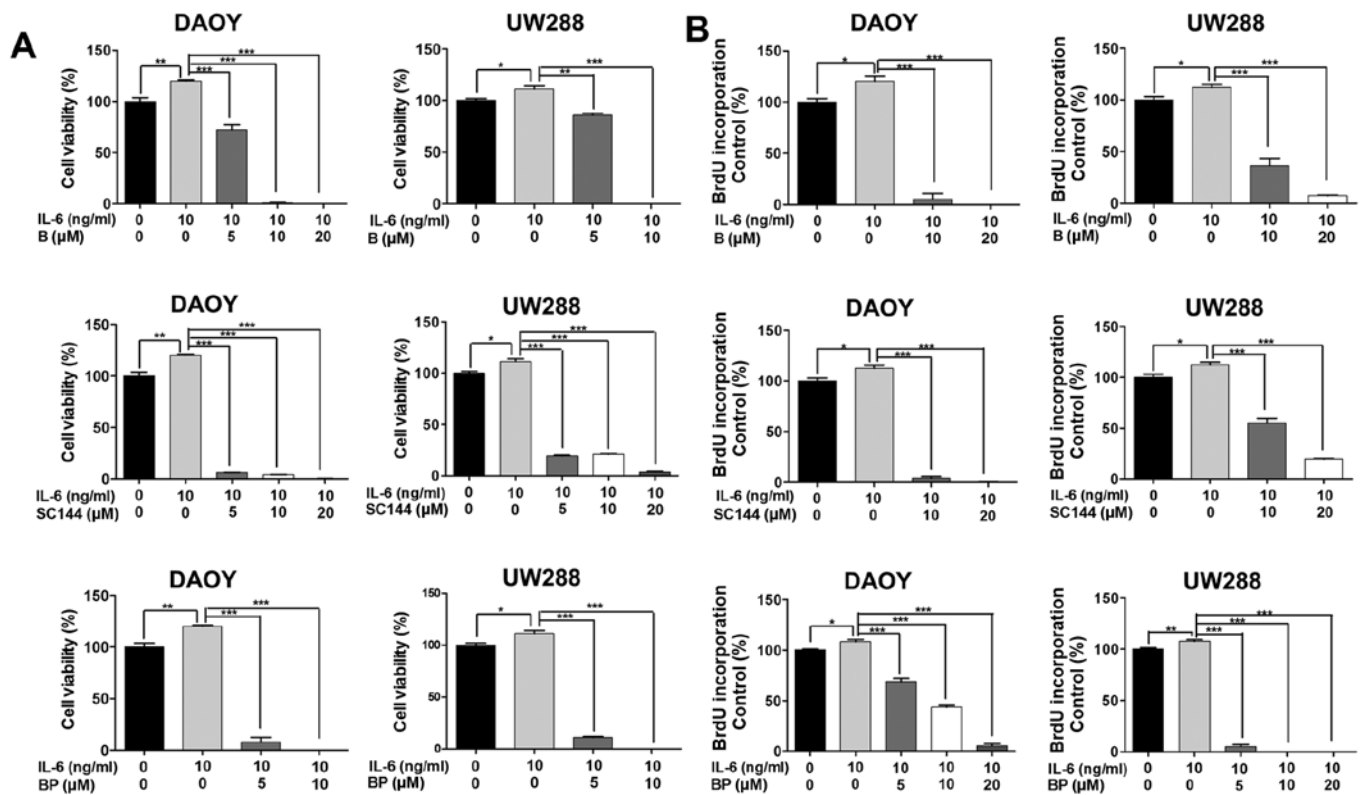 A
DAOY
Cell viability (%)
150
100
50
0
** *** *** ***
IL-6 (ng/ml) 0 10 10 10 10
B (µM) 0 0 5 10 20
UW288
Cell viability (%)
150
100
50
0
* ** ***
IL-6 (ng/ml) 0 10 10 10
B (µM) 0 0 5 10
B
DAOY
BrdU incorporation
Control (%)
150
100
50
0
* *** ***
IL-6 (ng/ml) 0 10 10 10
B (µM) 0 0 10 20
UW288
BrdU incorporation
Control (%)
150
100
50
0
* *** ***
IL-6 (ng/ml) 0 10 10 10
B (µM) 0 0 10 20
DAOY
Cell viability (%)
150
100
50
0
** *** *** ***
IL-6 (ng/ml) 0 10 10 10 10
SC144 (µM) 0 0 5 10 20
UW288
Cell viability (%)
150
100
50
0
* *** *** ***
IL-6 (ng/ml) 0 10 10 10 10
SC144 (µM) 0 0 5 10 20
DAOY
BrdU incorporation
Control (%)
150
100
50
0
* *** ***
IL-6 (ng/ml) 0 10 10 10
SC144 (µM) 0 0 10 20
UW288
BrdU incorporation
Control (%)
150
100
50
0
* *** ***
IL-6 (ng/ml) 0 10 10 10
SC144 (µM) 0 0 10 20
DAOY
Cell viability (%)
150
100
50
0
** *** ***
IL-6 (ng/ml) 0 10 10 10
BP (µM) 0 0 5 10
UW288
Cell viability (%)
150
100
50
0
* *** ***
IL-6 (ng/ml) 0 10 10 10
BP (µM) 0 0 5 10
DAOY
BrdU incorporation
Control (%)
150
100
50
0
* *** *** ***
IL-6 (ng/ml) 0 10 10 10 10
BP (µM) 0 0 5 10 20
UW288
BrdU incorporation
Control (%)
150
100
50
0
** *** *** ***
IL-6 (ng/ml) 0 10 10 10 10
BP (µM) 0 0 5 10 20